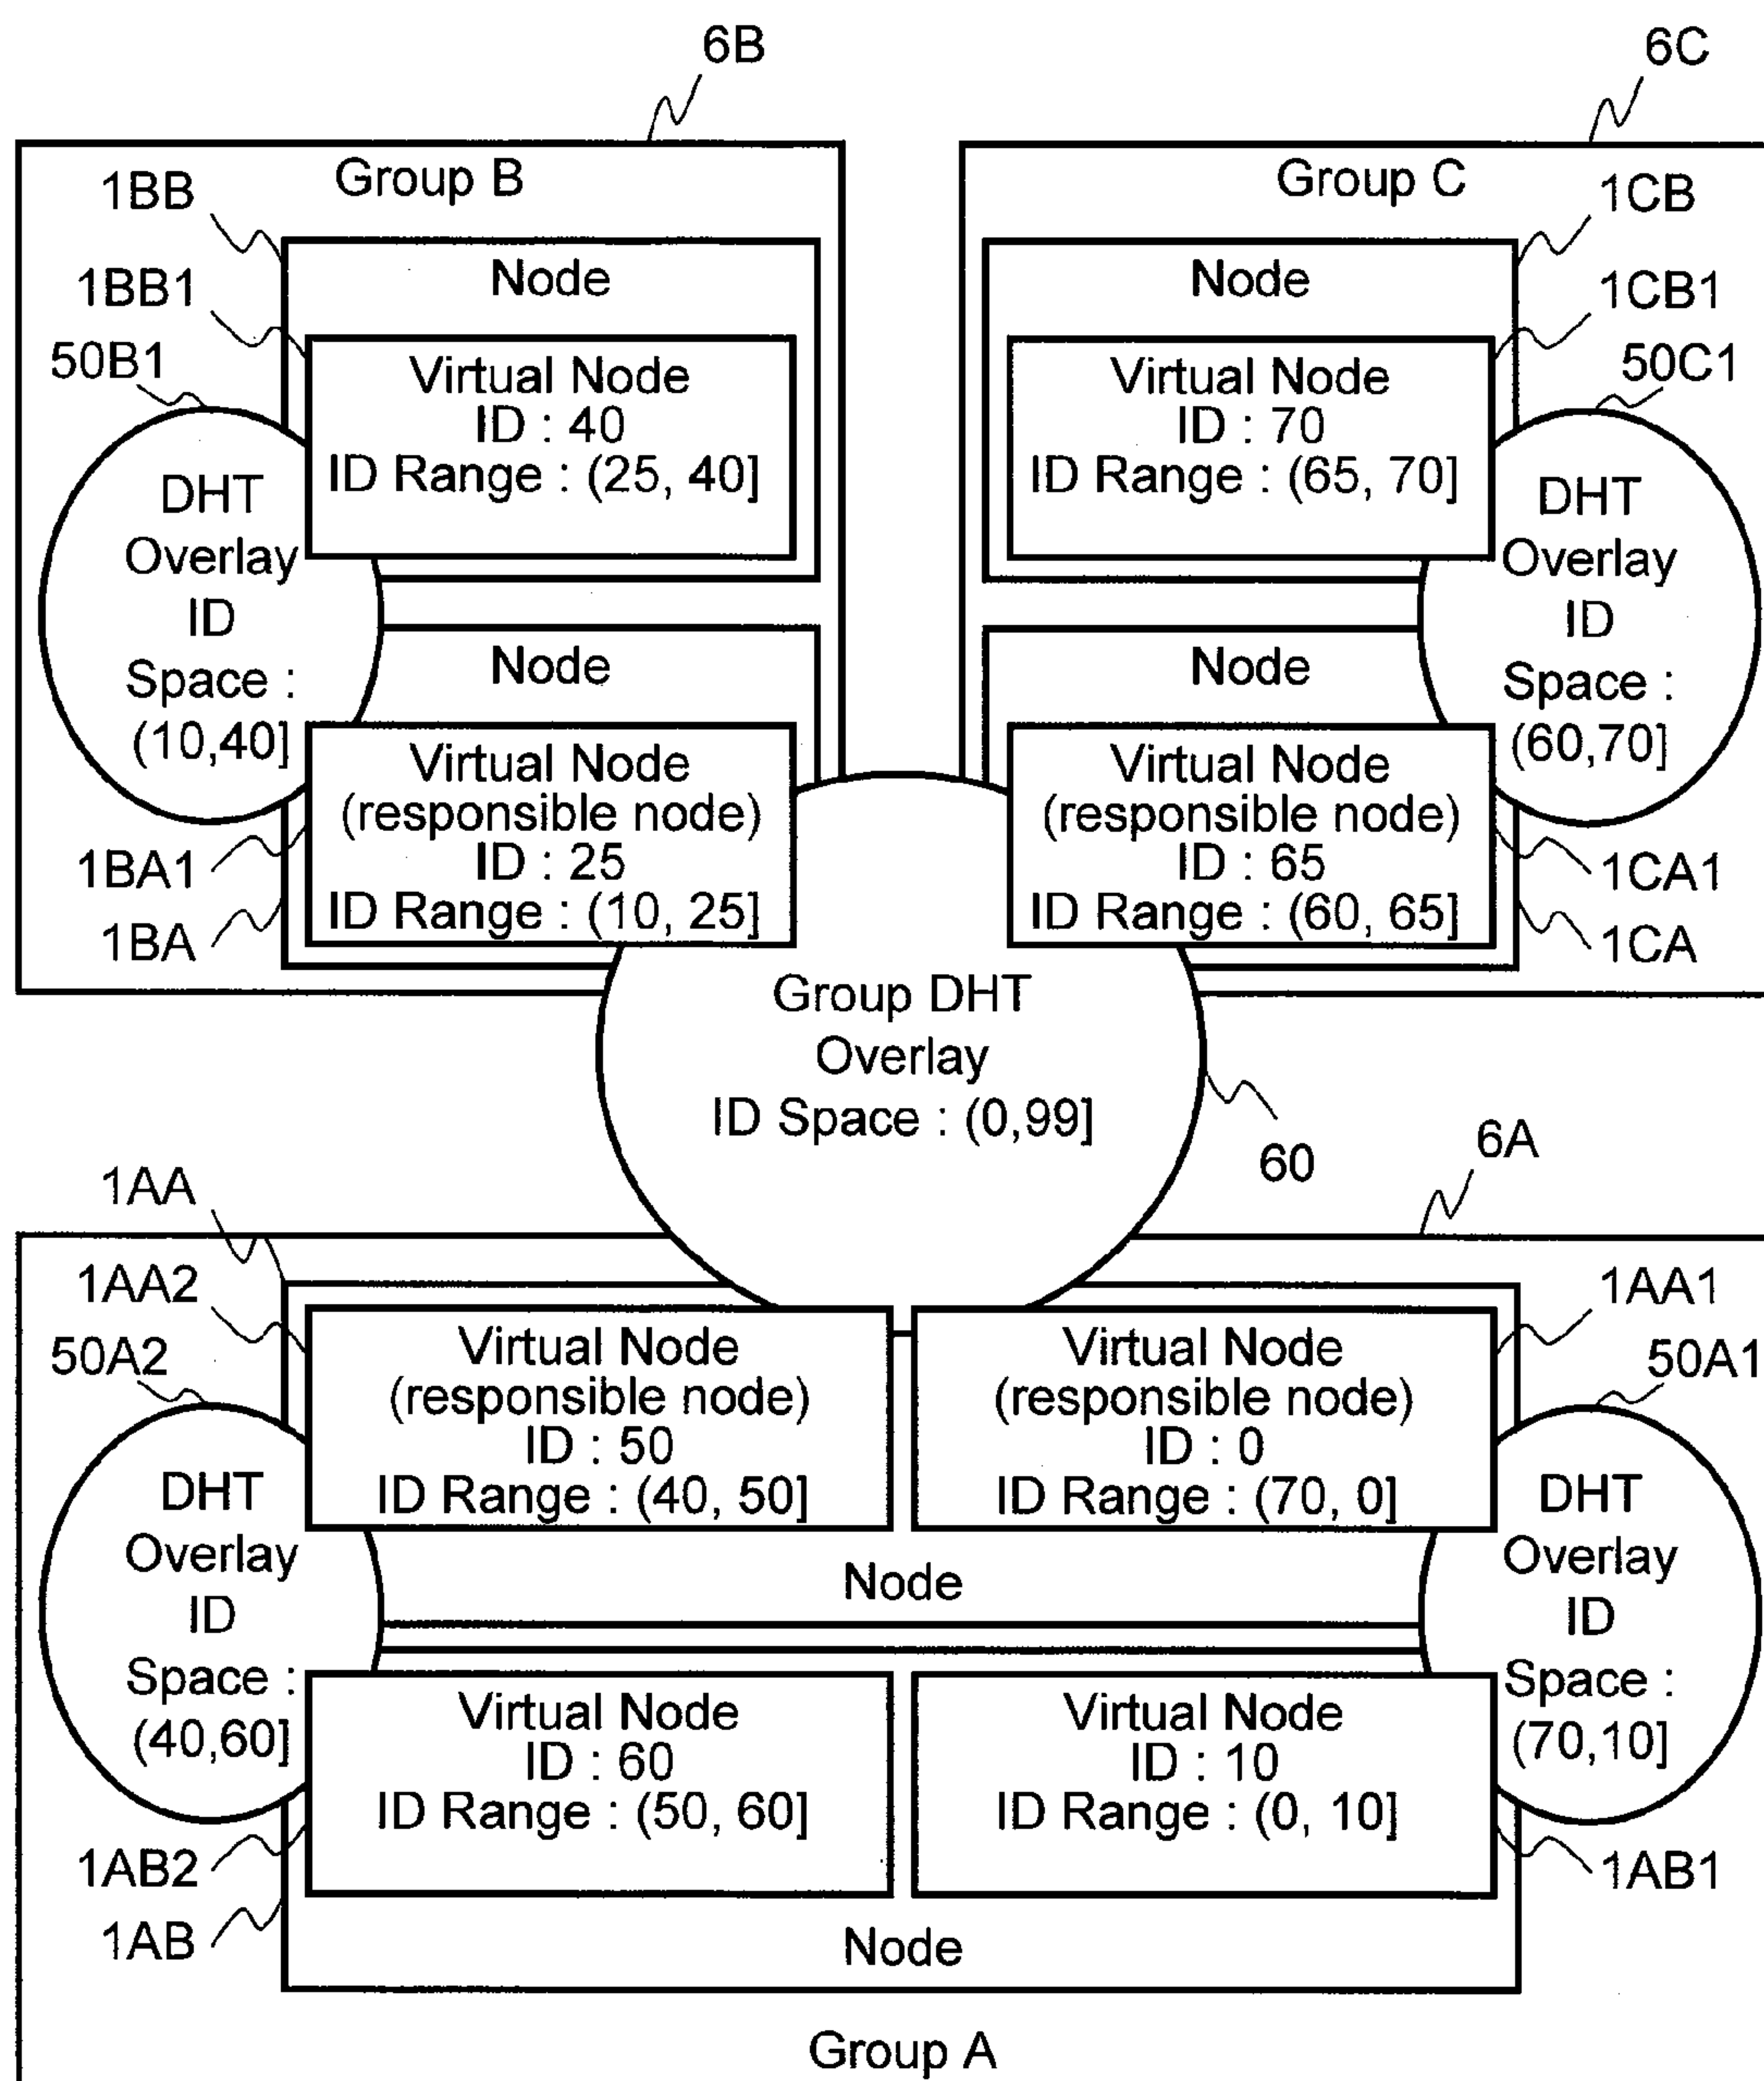 6B
6C
Group B
Group C
1BB
1CB
Node
Node
1BB1
1CB1
50B1
50C1
Virtual Node
ID : 40
ID Range : (25, 40]
Virtual Node
ID : 70
ID Range : (65, 70]
DHT
Overlay
ID
Space :
(10,40]
DHT
Overlay
ID
Space :
(60,70]
Node
Node
Virtual Node
(responsible node)
ID : 25
ID Range : (10, 25]
Virtual Node
(responsible node)
ID : 65
ID Range : (60, 65]
1BA1
1CA1
1BA
1CA
Group DHT
Overlay
ID Space : (0,99]
60
6A
1AA
1AA2
1AA1
50A2
50A1
Virtual Node
(responsible node)
ID : 50
ID Range : (40, 50]
Virtual Node
(responsible node)
ID : 0
ID Range : (70, 0]
DHT
Overlay
ID
Space :
(40,60]
DHT
Overlay
ID
Space :
(70,10]
Node
Virtual Node
ID : 60
ID Range : (50, 60]
Virtual Node
ID : 10
ID Range : (0, 10]
1AB2
1AB1
1AB
Node
Group A